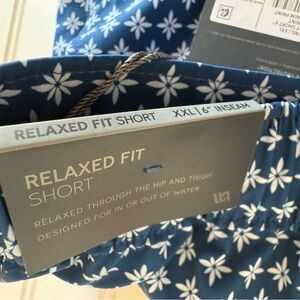 RELAXED FIT SHORT XXL | 6" INSEAM
RELAXED FIT
SHORT
RELAXED THROUGH THE HIP AND THIGH
DESIGNED FOR IN OR OUT OF WATER